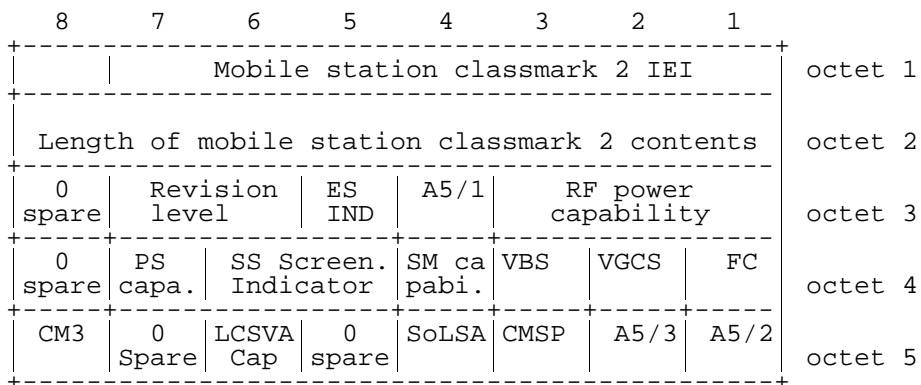 8 7 6 5 4 3 2 1
Mobile station classmark 2 IEI octet 1
Length of mobile station classmark 2 contents octet 2
0 Revision ES A5/1 RF power
spare level IND capability octet 3
0 PS SS Screen. SM ca VBS VGCS FC
spare capa. Indicator pabi. octet 4
CM3 0 LCSVA 0 SoLSA CMSP A5/3 A5/2
Spare Cap spare octet 5